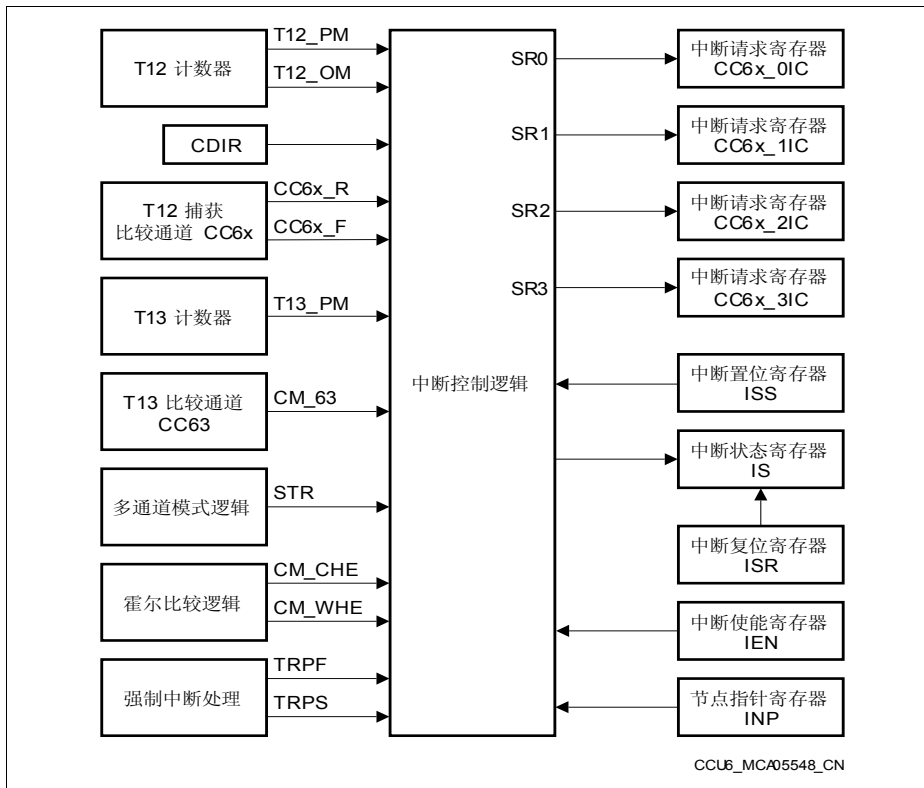 T12 计数器
T12_PM
T12_OM
CDIR
T12 捕获
比较通道 CC6x
CC6x_R
CC6x_F
T13 计数器
T13_PM
T13 比较通道
CC63
CM_63
多通道模式逻辑
STR
霍尔比较逻辑
CM_CHE
CM_WHE
强制中断处理
TRPF
TRPS
中断控制逻辑
SR0
SR1
SR2
SR3
中断请求寄存器
CC6x_0IC
中断请求寄存器
CC6x_1IC
中断请求寄存器
CC6x_2IC
中断请求寄存器
CC6x_3IC
中断置位寄存器
ISS
中断状态寄存器
IS
中断复位寄存器
ISR
中断使能寄存器
IEN
节点指针寄存器
INP
CCU6_MCA05548_CN